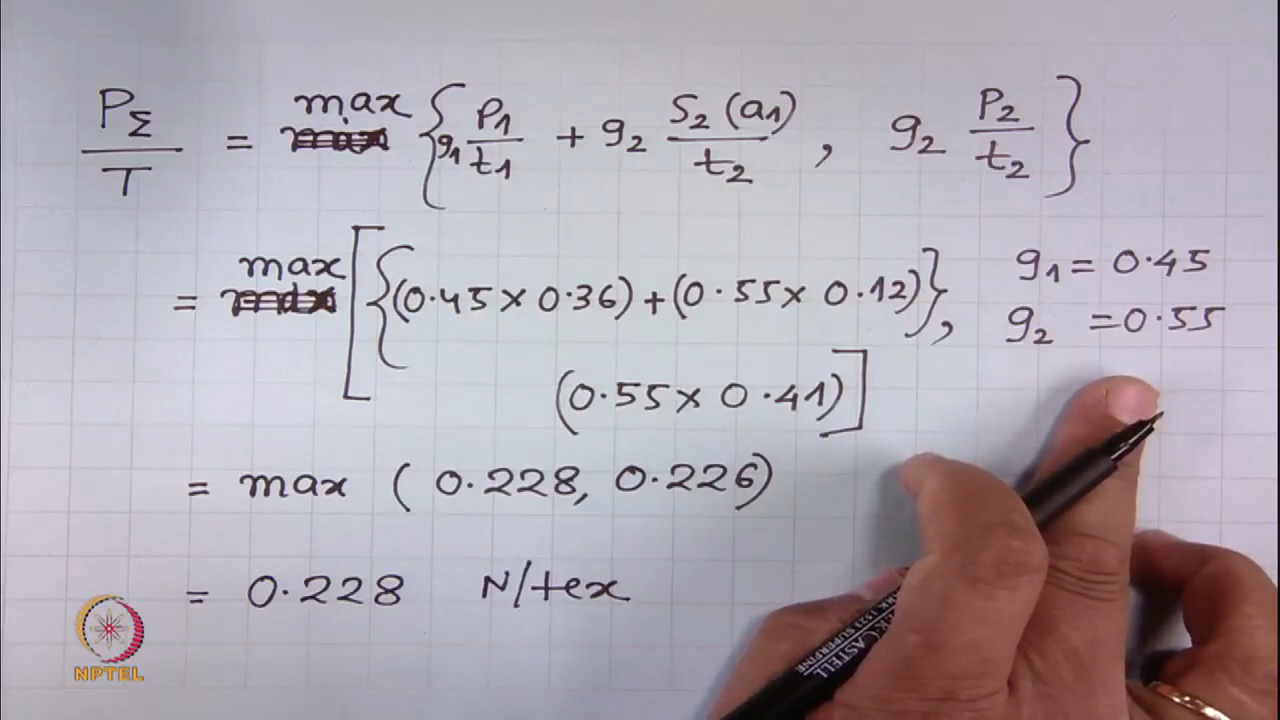 P_Σ/T = max { g₁ P₁/t₁ + g₂ S₂(a₁)/t₂ , g₂ P₂/t₂ }
= max [ { (0.45 × 0.36) + (0.55 × 0.12) } ,
g₁ = 0.45
g₂ = 0.55
(0.55 × 0.41) ]
= max ( 0.228, 0.226)
= 0.228 N/tex
NPTEL